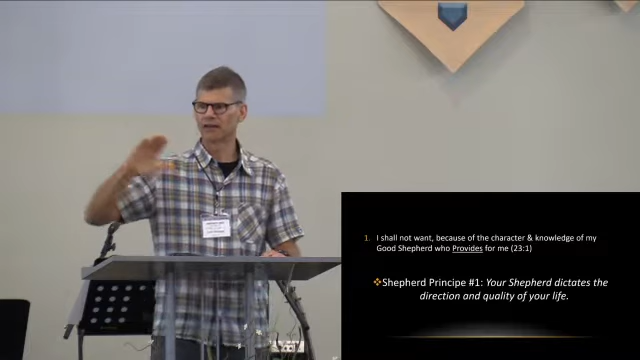 1. I shall not want, because of the character & knowledge of my
Good Shepherd who Provides for me (23:1)
❖Shepherd Principe #1: Your Shepherd dictates the
direction and quality of your life.